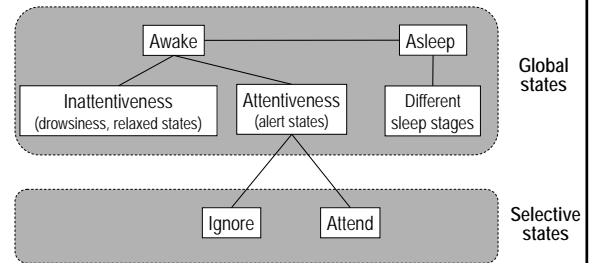 Awake
Asleep
Global
states
Inattentiveness
(drowsiness, relaxed states)
Attentiveness
(alert states)
Different
sleep stages
Ignore
Attend
Selective
states